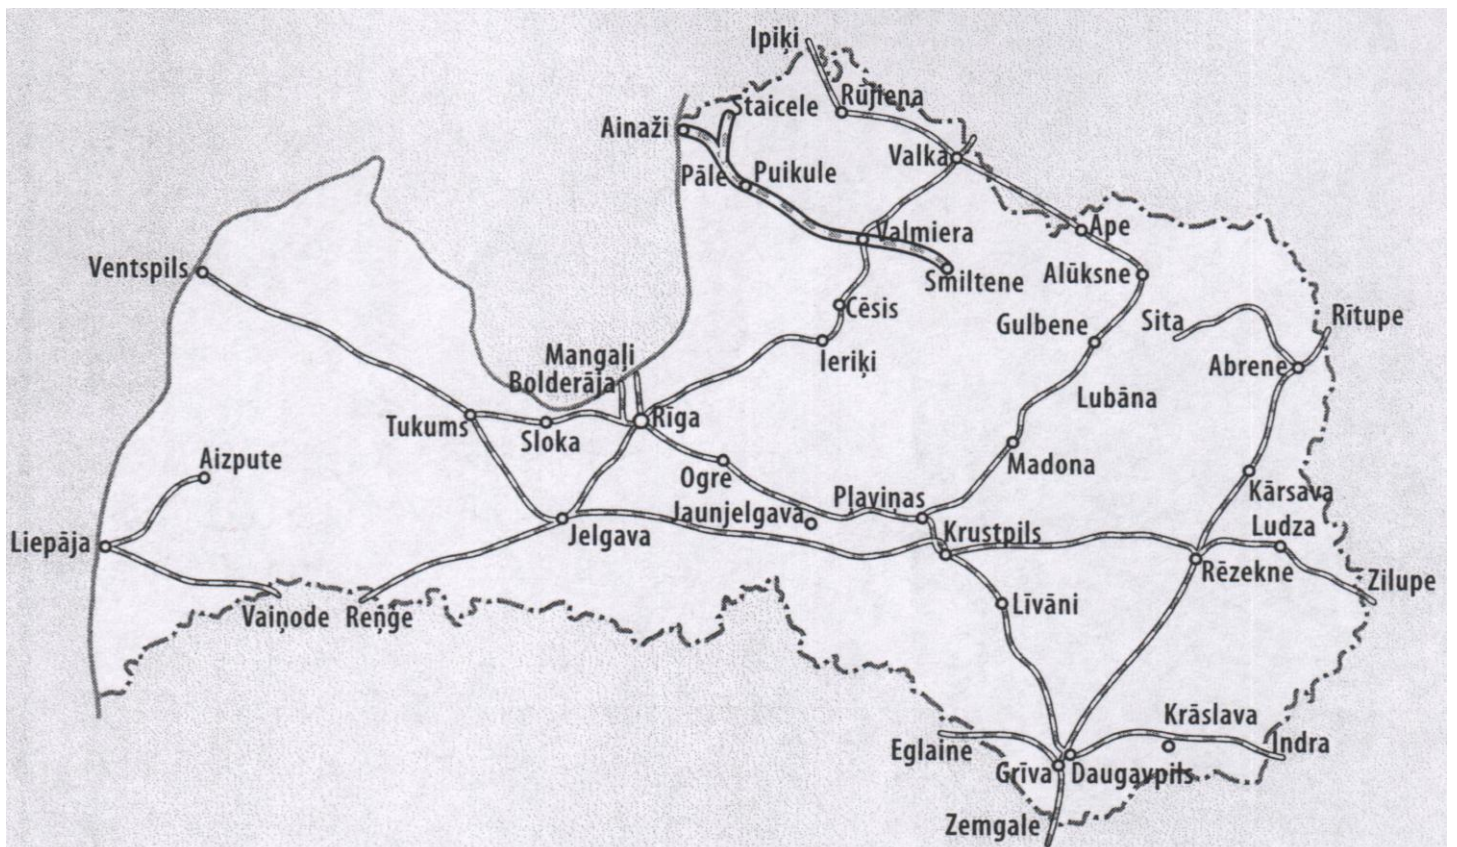 Ipiķi
Rūjiena
Staicele
Ainaži
Valka
Pāle
Puikule
Ape
Valmiera
Ventspils
Smiltene
Alūksne
Cēsis
Gulbene
Sita
Rītupe
Mangaļi
Ieriķi
Abrene
Bolderāja
Lubāna
Tukums
Sloka
Rīga
Aizpute
Ogre
Madona
Pļaviņas
Kārsava
Jaunjelgava
Ludza
Liepāja
Jelgava
Krustpils
Rēzekne
Zilupe
Vaiņode
Reņģe
Līvāni
Krāslava
Eglaine
Indra
Grīva
Daugavpils
Zemgale